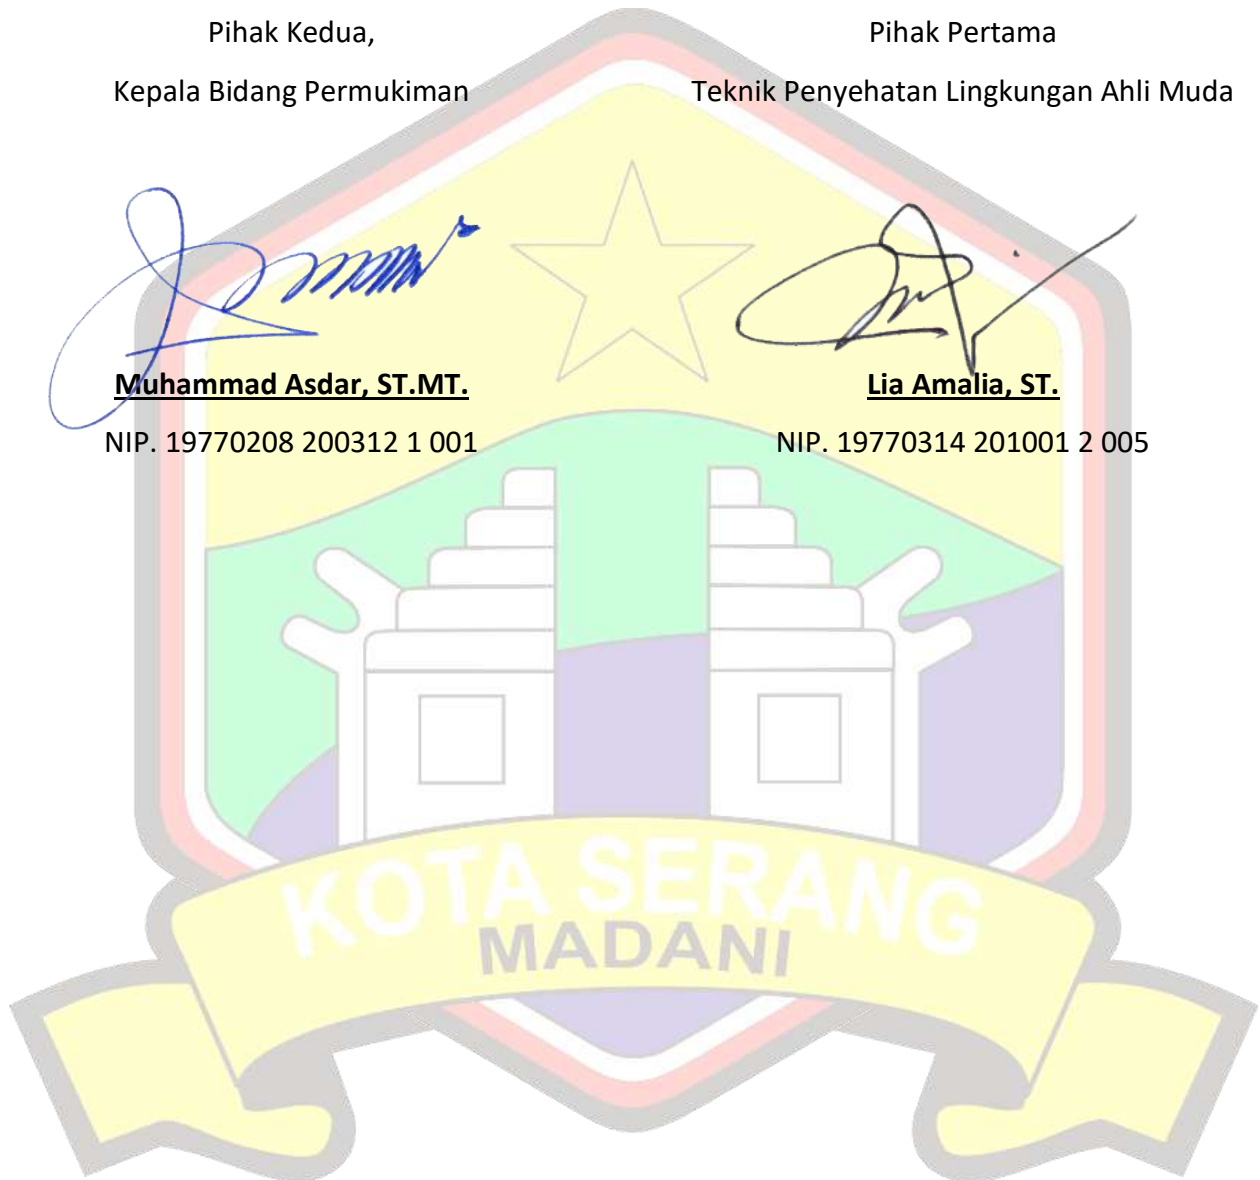 Pihak Kedua,
Kepala Bidang Permukiman
Muhammad Asdar, ST.MT.
NIP. 19770208 200312 1 001
Pihak Pertama
Teknik Penyehatan Lingkungan Ahli Muda
Lia Amalia, ST.
NIP. 19770314 201001 2 005
KOTA SERANG
MADANI